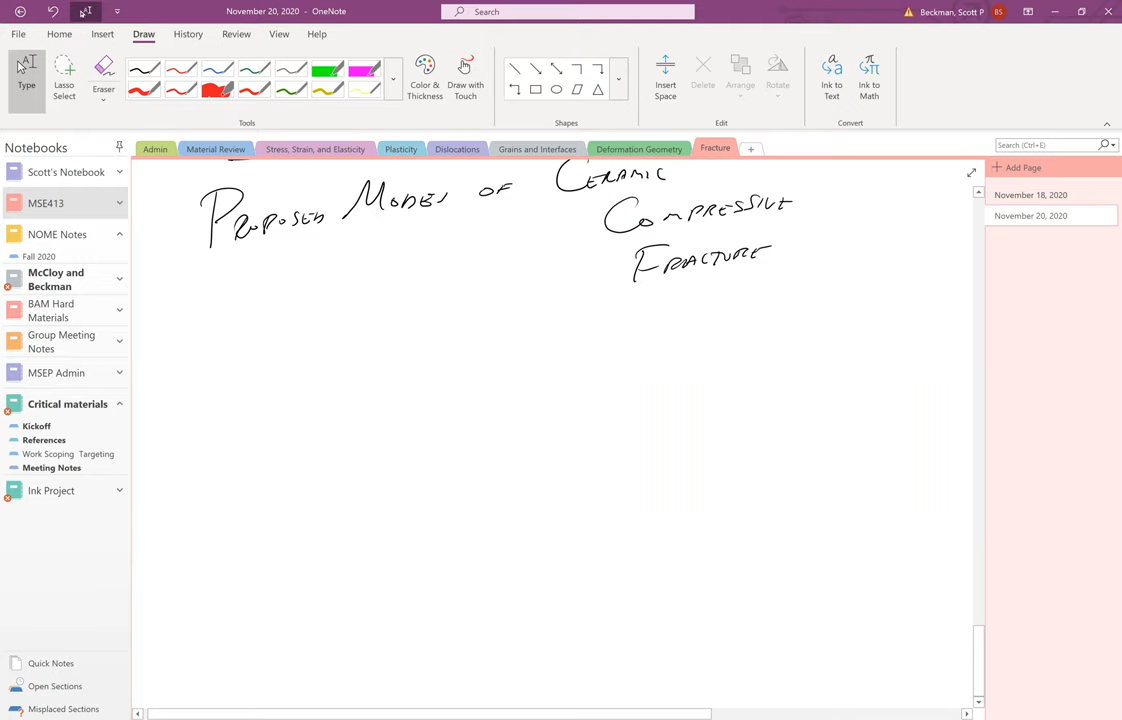 November 20, 2020 - OneNote
Search
Beckman, Scott P
BS
File
Home
Insert
Draw
History
Review
View
Help
Type
Lasso
Select
Eraser
Color &
Thickness
Draw with
Touch
Insert
Space
Delete
Arrange
Rotate
Ink to
Text
Ink to
Math
Tools
Shapes
Edit
Convert
Notebooks
Admin
Material Review
Stress, Strain, and Elasticity
Plasticity
Dislocations
Grains and Interfaces
Deformation Geometry
Fracture
Search (Ctrl+E)
Scott's Notebook
MSE413
NOME Notes
Fall 2020
McCloy and
Beckman
BAM Hard
Materials
Group Meeting
Notes
MSEP Admin
Critical materials
Kickoff
References
Work Scoping Targeting
Meeting Notes
Ink Project
Quick Notes
Open Sections
Misplaced Sections
PROPOSED MODELS OF CERAMIC
COMPRESSIVE
FRACTURE
Add Page
November 18, 2020
November 20, 2020